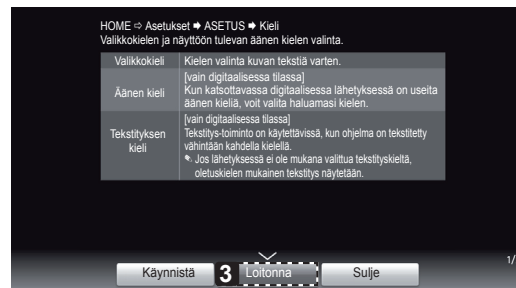 HOME ⇨ Asetukset ➡ ASETUS ➡ Kieli
Valikkokielen ja näyttöön tulevan äänen kielen valinta.
Valikkokieli
Kielen valinta kuvan tekstiä varten.
Äänen kieli
[vain digitaalisessa tilassa]
Kun katsottavassa digitaalisessa lähetyksessä on useita
äänen kieliä, voit valita haluamasi kielen.
Tekstityksen
kieli
[vain digitaalisessa tilassa]
Tekstitys-toiminto on käytettävissä, kun ohjelma on tekstitetty
vähintään kahdella kielellä.
✎ Jos lähetyksessä ei ole mukana valittua tekstityskieltä,
oletuskielen mukainen tekstitys näytetään.
1/
Käynnistä
3
Loitonna
Sulje